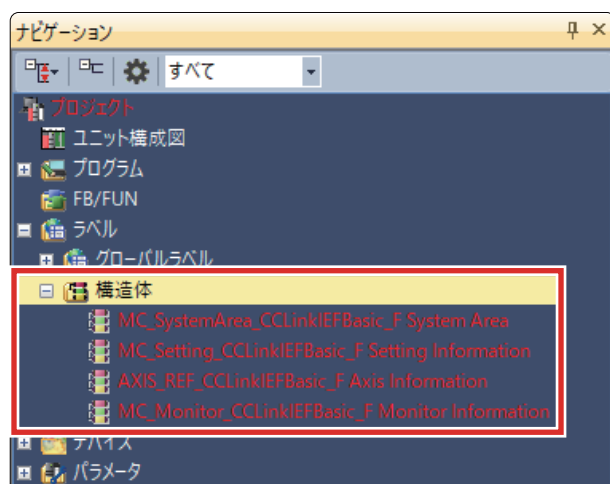 ナビゲーション
すべて
プロジェクト
ユニット構成図
プログラム
FB/FUN
ラベル
グローバルラベル
構造体
MC_SystemArea_CCLinkIEFBasic_F System Area
MC_Setting_CCLinkIEFBasic_F Setting Information
AXIS_REF_CCLinkIEFBasic_F Axis Information
MC_Monitor_CCLinkIEFBasic_F Monitor Information
デバイス
パラメータ